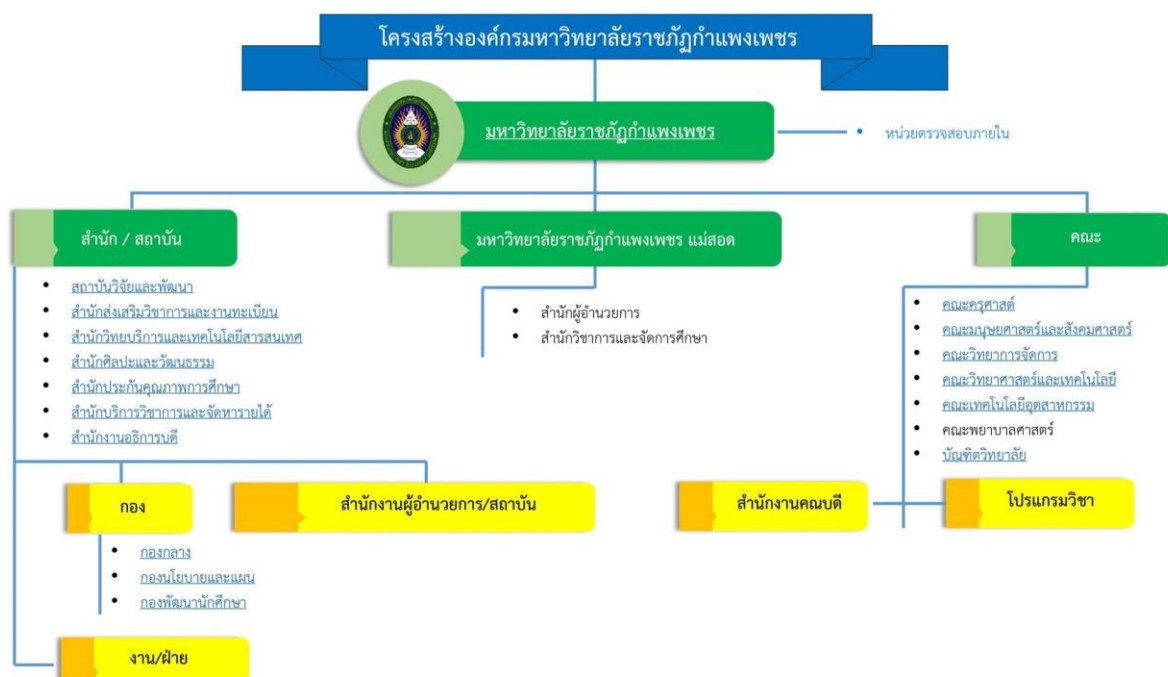 โครงสร้างองค์กรมหาวิทยาลัยราชภัฏกำแพงเพชร
มหาวิทยาลัยราชภัฏกำแพงเพชร
• หน่วยตรวจสอบภายใน
สำนัก / สถาบัน
• สถาบันวิจัยและพัฒนา
• สำนักส่งเสริมวิชาการและงานทะเบียน
• สำนักวิทยบริการและเทคโนโลยีสารสนเทศ
• สำนักศิลปะและวัฒนธรรม
• สำนักประกันคุณภาพการศึกษา
• สำนักบริการวิชาการและจัดหารายได้
• สำนักงานอธิการบดี
กอง
• กองกลาง
• กองนโยบายและแผน
• กองพัฒนานักศึกษา
สำนักงานผู้อำนวยการ/สถาบัน
งาน/ฝ่าย
มหาวิทยาลัยราชภัฏกำแพงเพชร แม่สอด
• สำนักผู้อำนวยการ
• สำนักวิชาการและจัดการศึกษา
คณะ
• คณะครุศาสต์
• คณะมนุษยศาสตร์และสังคมศาสตร์
• คณะวิทยาการจัดการ
• คณะวิทยาศาสตร์และเทคโนโลยี
• คณะเทคโนโลยีอุตสาหกรรม
• คณะพยาบาลศาสตร์
• บัณฑิตวิทยาลัย
สำนักงานคณบดี
โปรแกรมวิชา